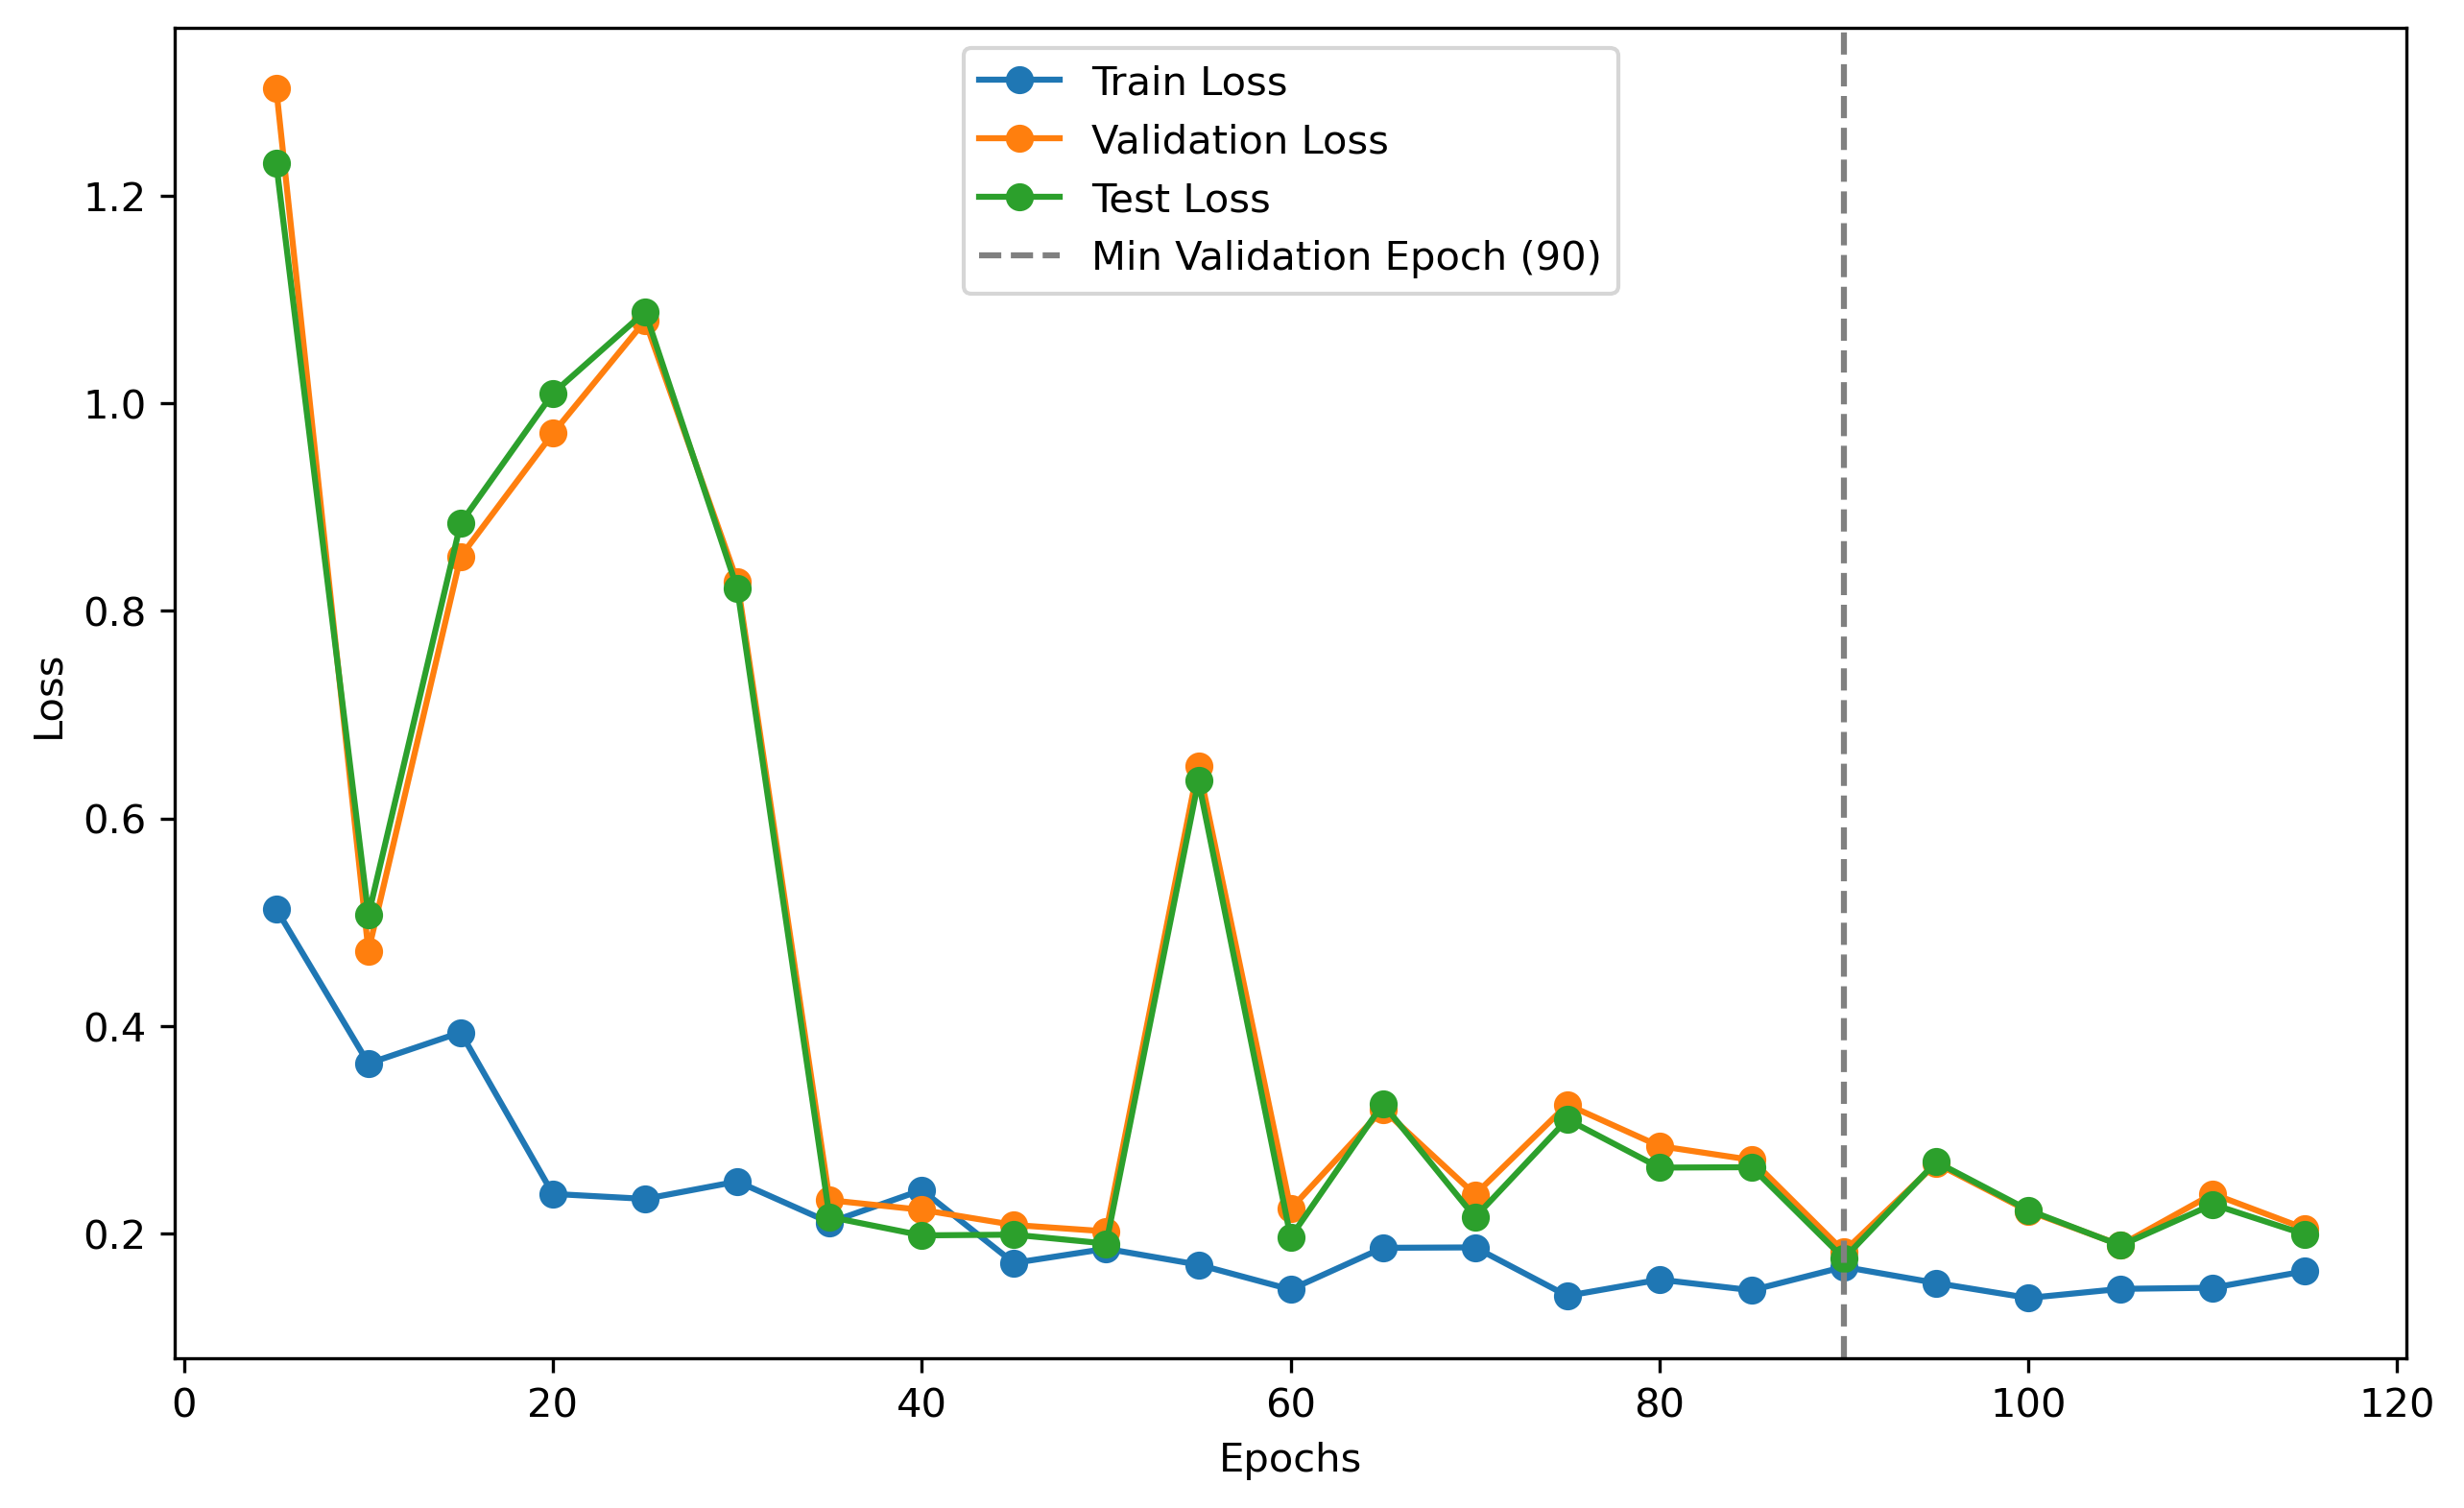 Train Loss
Validation Loss
Test Loss
Min Validation Epoch (90)
1.2
1.0
0.8
0.6
0.4
0.2
Loss
0 20 40 60 80 100 120
Epochs